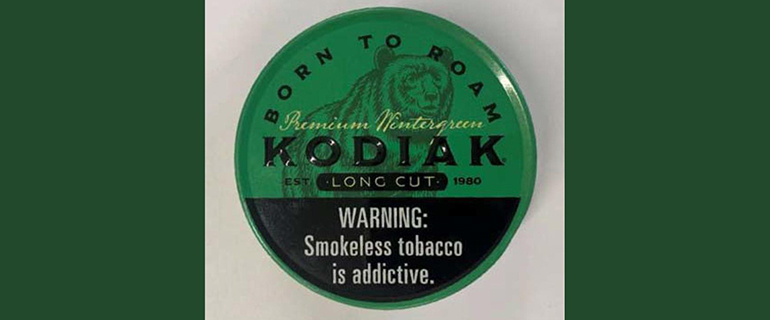 BORN TO ROAM
Premium Wintergreen
KODIAK®
EST LONG CUT 1980
WARNING:
Smokeless tobacco
is addictive.